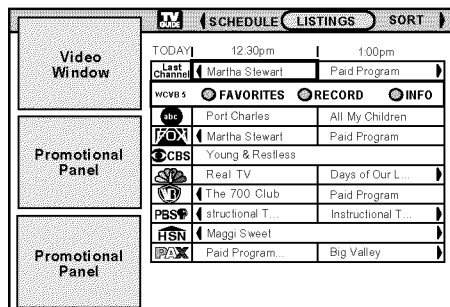 TV GUIDE SCHEDULE LISTINGS SORT
Video Window
Promotional Panel
Promotional Panel
TODAY 12:30pm 1:00pm
Last Channel Martha Stewart Paid Program
WCVB 5 FAVORITES RECORD INFO
abc Port Charles All My Children
FOX Martha Stewart Paid Program
CBS Young & Restless
Real TV Days of Our L...
WB The 700 Club Paid Program
PBS structional T... Instructional T...
HSN Maggi Sweet
PAX Paid Program... Big Valley